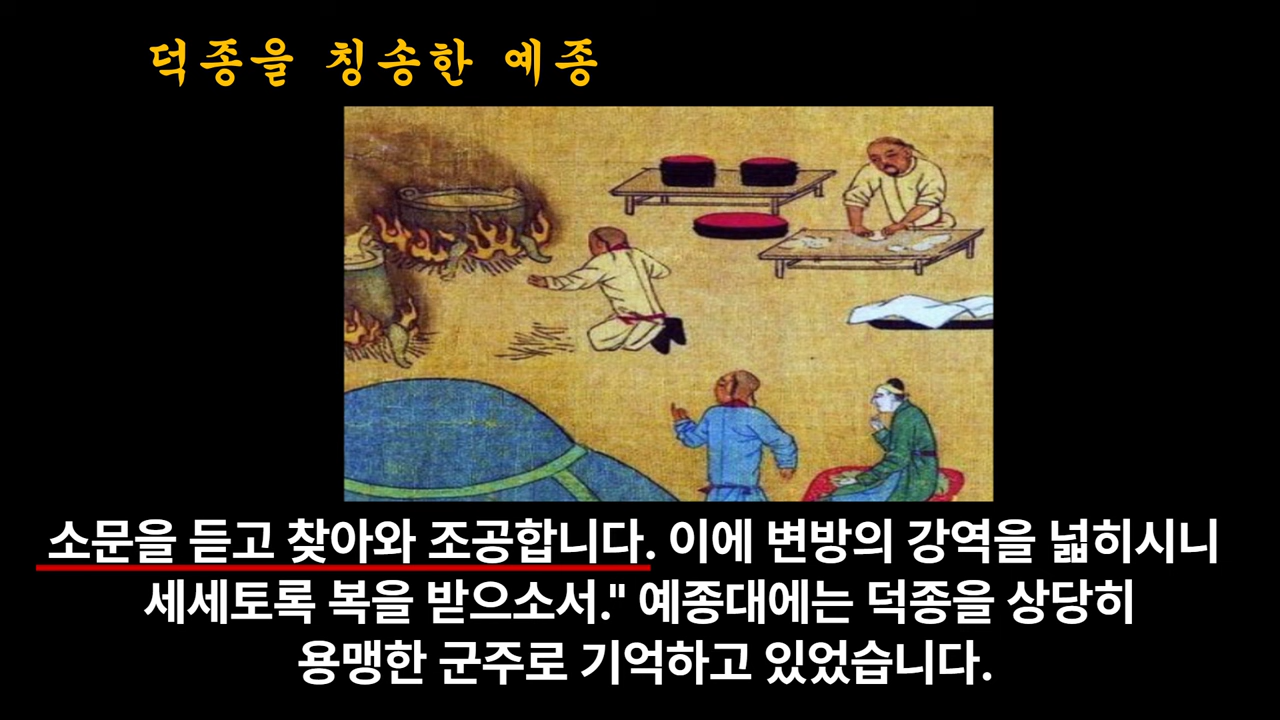 덕종을 칭송한 예종
소문을 듣고 찾아와 조공합니다. 이에 변방의 강역을 넓히시니
세세토록 복을 받으소서." 예종대에는 덕종을 상당히
용맹한 군주로 기억하고 있었습니다.